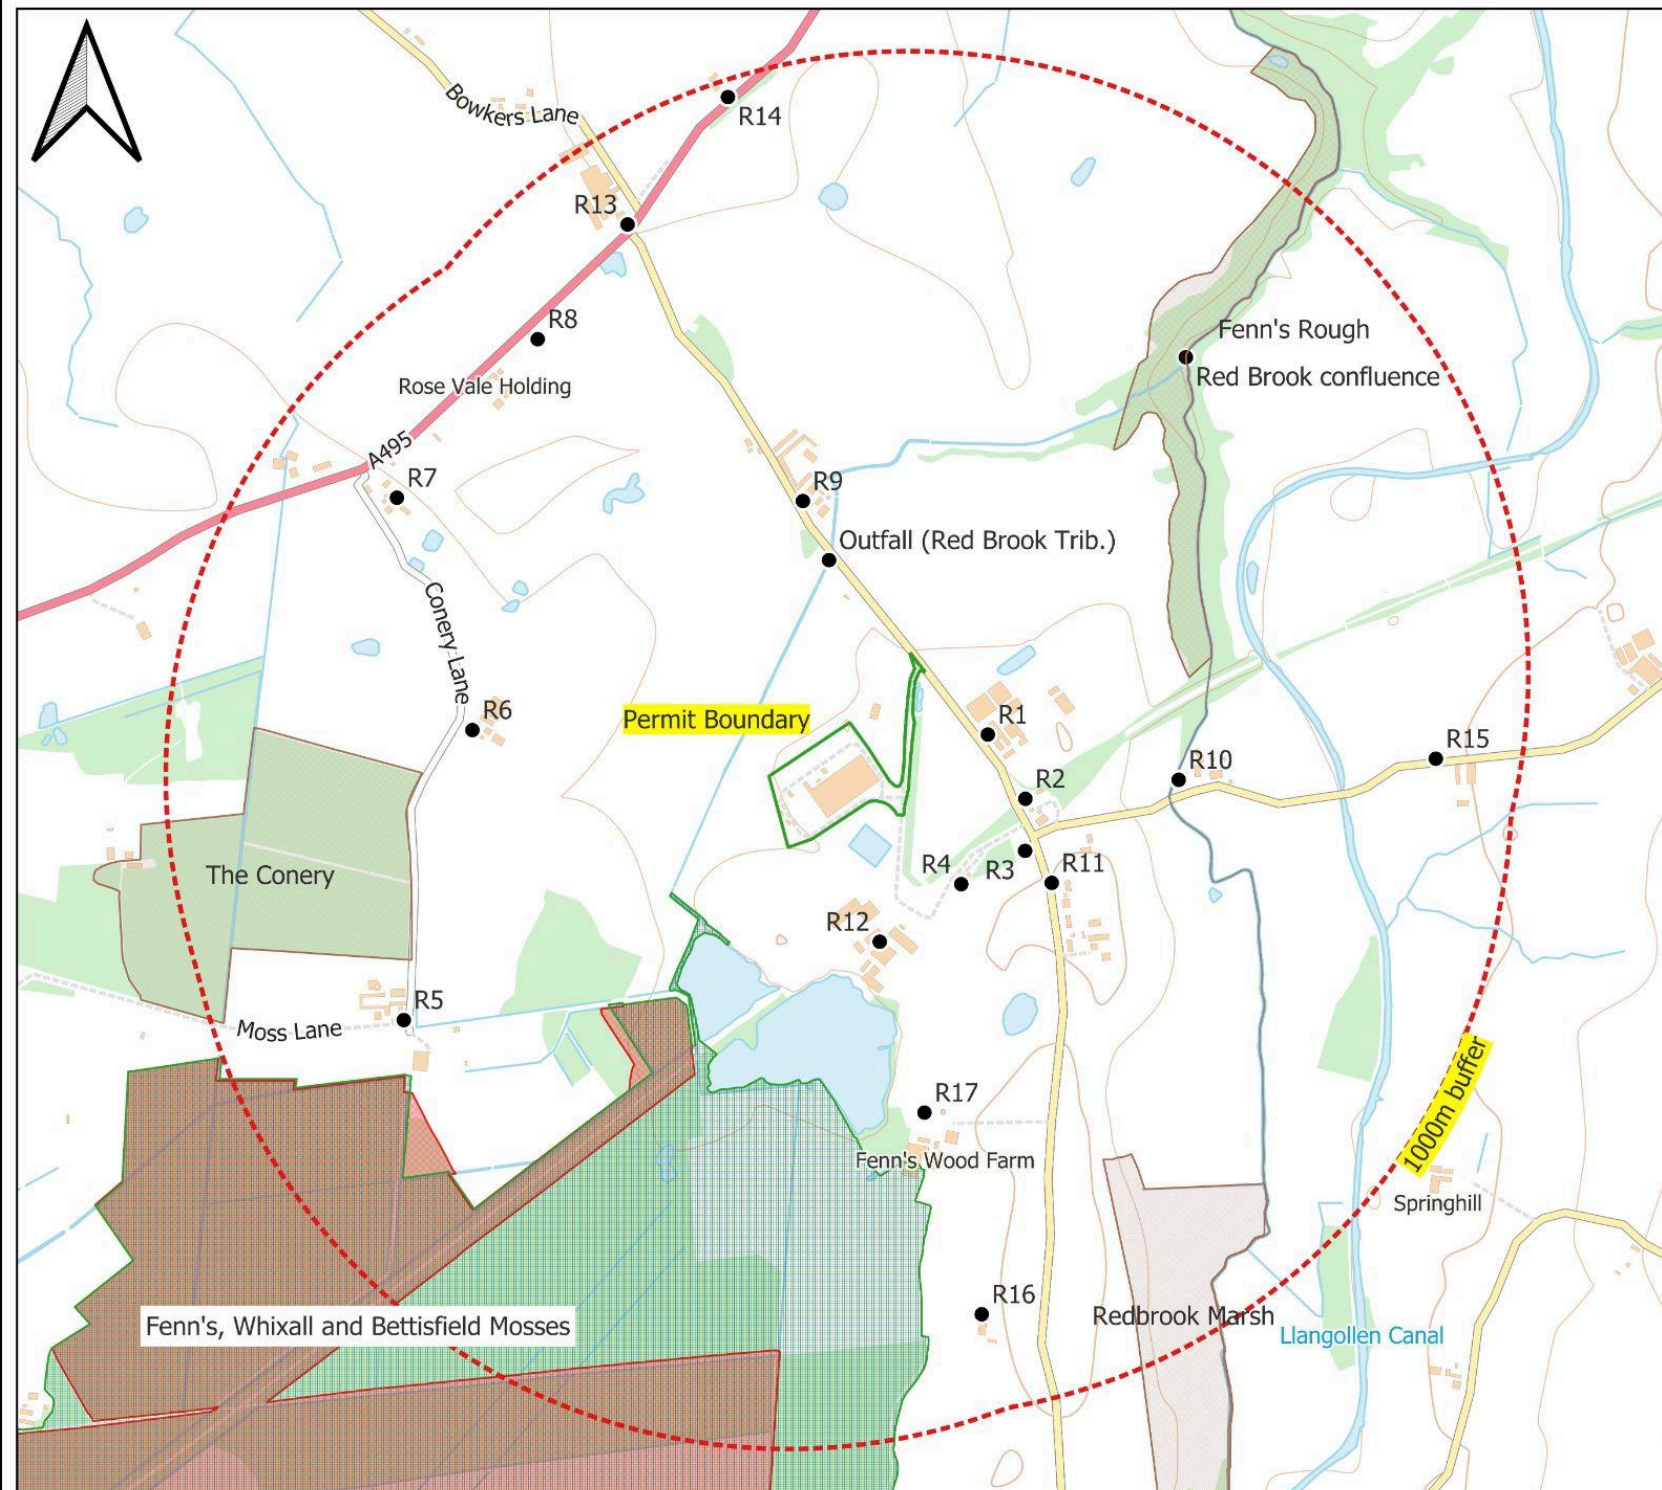 Bowkers Lane
R14
R13
R8
Fenn's Rough
Rose Vale Holding
Red Brook confluence
A495
R7
R9
Outfall (Red Brook Trib.)
Conery Lane
R6
Permit Boundary
R1
R15
R10
R2
The Conery
R4
R3
R11
R12
R5
Moss Lane
R17
1000m buffer
Fenn's Wood Farm
Springhill
R16
Redbrook Marsh
Fenn's, Whixall and Bettisfield Mosses
Llangollen Canal